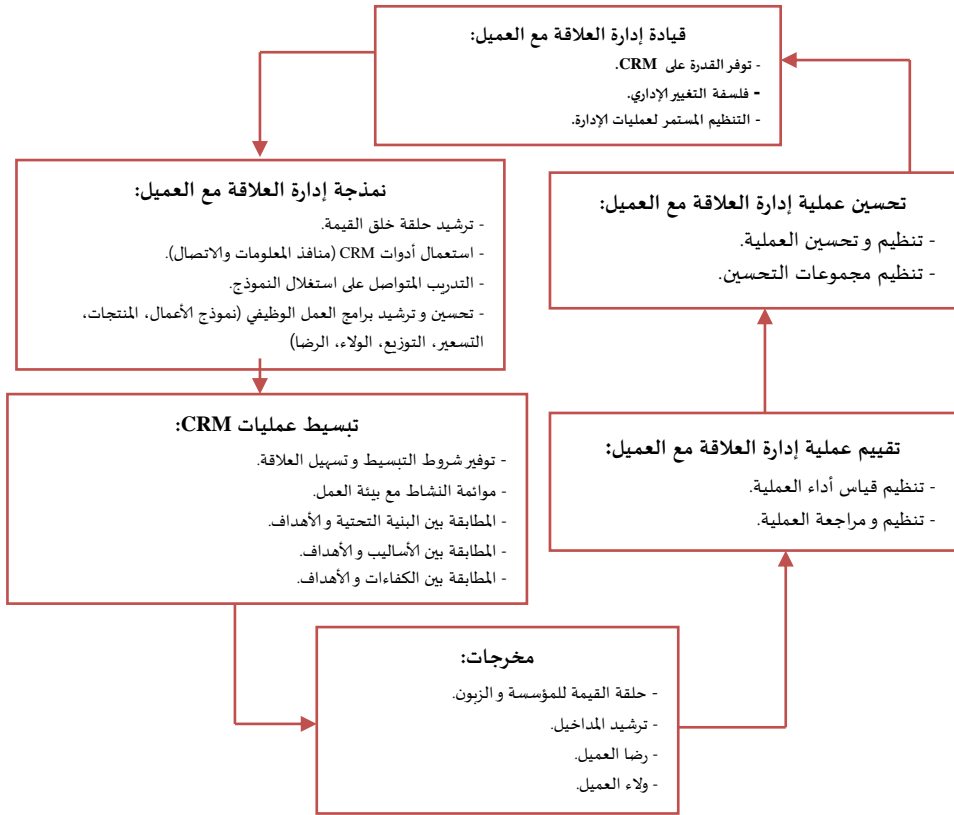 قيادة إدارة العلاقة مع العميل:
- توفر القدرة على CRM.
- فلسفة التغيير الإداري.
- التنظيم المستمر لعمليات الإدارة.
نمذجة إدارة العلاقة مع العميل:
- ترشيد حلقة خلق القيمة.
- استعمال أدوات CRM (منافذ المعلومات والاتصال).
- التدريب المتواصل على استغلال النموذج.
- تحسين و ترشيد برامج العمل الوظيفي (نموذج الأعمال، المنتجات،
التسعير، التوزيع، الولاء، الرضا)
تبسيط عمليات CRM:
- توفير شروط التبسيط و تسهيل العلاقة.
- موائمة النشاط مع بيئة العمل.
- المطابقة بين البنية التحتية و الأهداف.
- المطابقة بين الأساليب و الأهداف.
- المطابقة بين الكفاءات و الأهداف.
مخرجات:
- حلقة القيمة للمؤسسة و الزبون.
- ترشيد المداخيل.
- رضا العميل.
- ولاء العميل.
تقييم عملية إدارة العلاقة مع العميل:
- تنظيم قياس أداء العملية.
- تنظيم و مراجعة العملية.
تحسين عملية إدارة العلاقة مع العميل:
- تنظيم و تحسين العملية.
- تنظيم مجموعات التحسين.